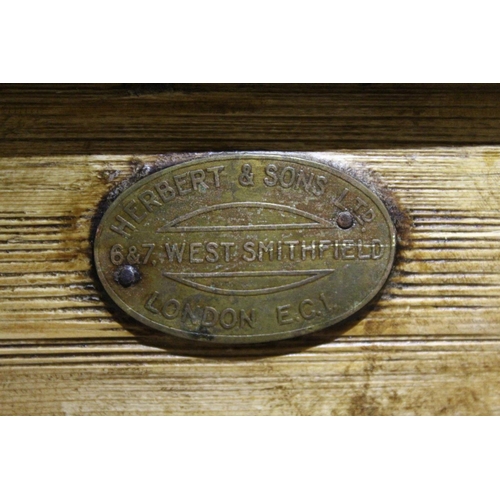 HERBERT & SONS LTD
6&7. WEST SMITHFIELD
LONDON E.C.1.